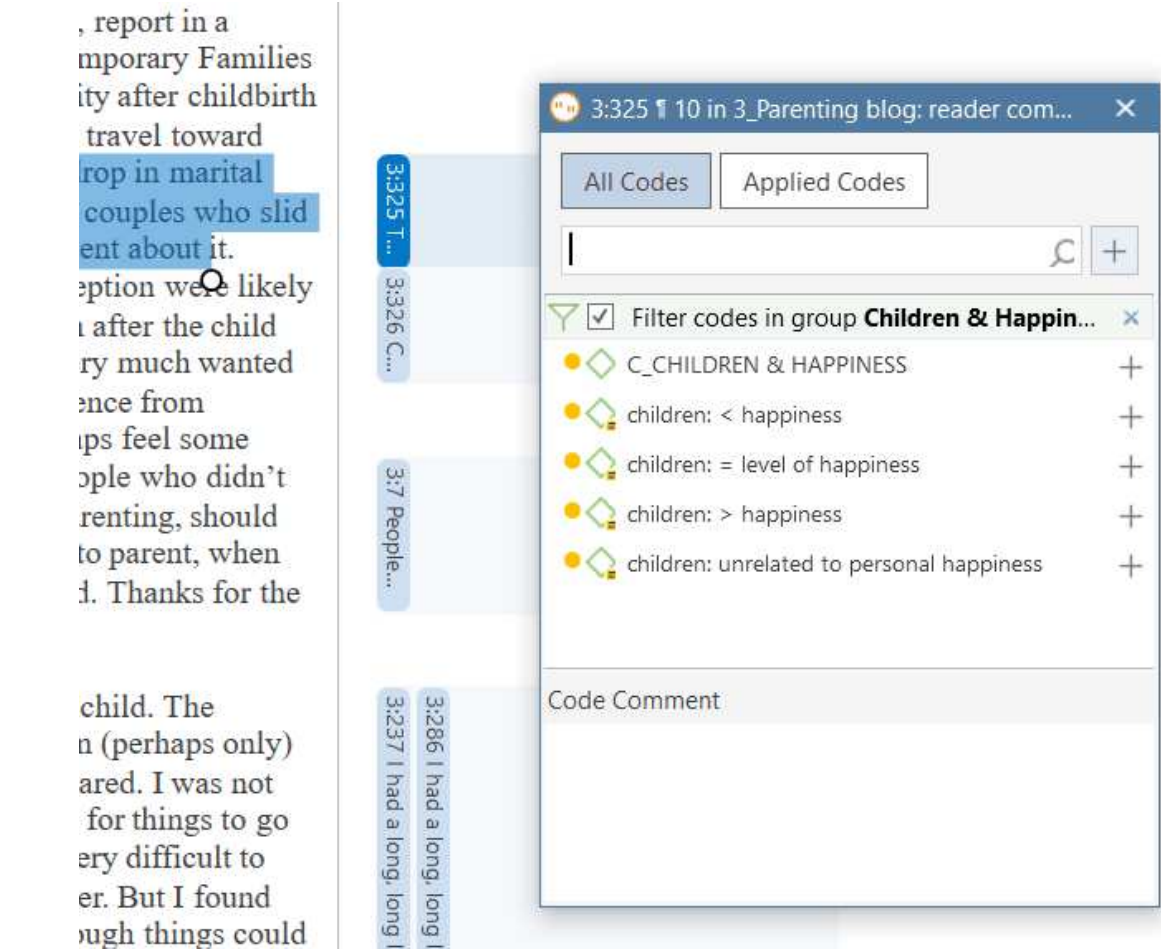 , report in a
mporary Families
ity after childbirth
travel toward
rop in marital
couples who slid
ent about it.
eption were likely
n after the child
ry much wanted
ence from
aps feel some
ople who didn't
renting, should
to parent, when
d. Thanks for the
child. The
n (perhaps only)
ared. I was not
for things to go
ery difficult to
er. But I found
ough things could
3:325 T...
3:326 C...
3:7 People...
3:237 I had a long, long l
3:286 I had a long, long l
3:325 ¶ 10 in 3_Parenting blog: reader com...
All Codes
Applied Codes
Filter codes in group Children & Happin...
C_CHILDREN & HAPPINESS
children: < happiness
children: = level of happiness
children: > happiness
children: unrelated to personal happiness
Code Comment